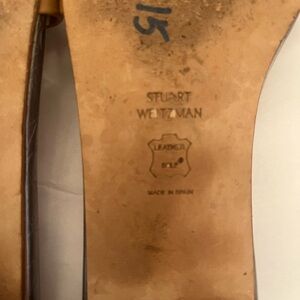 15
STUART
WEITZMAN
LEATHER
SOLE
MADE IN SPAIN